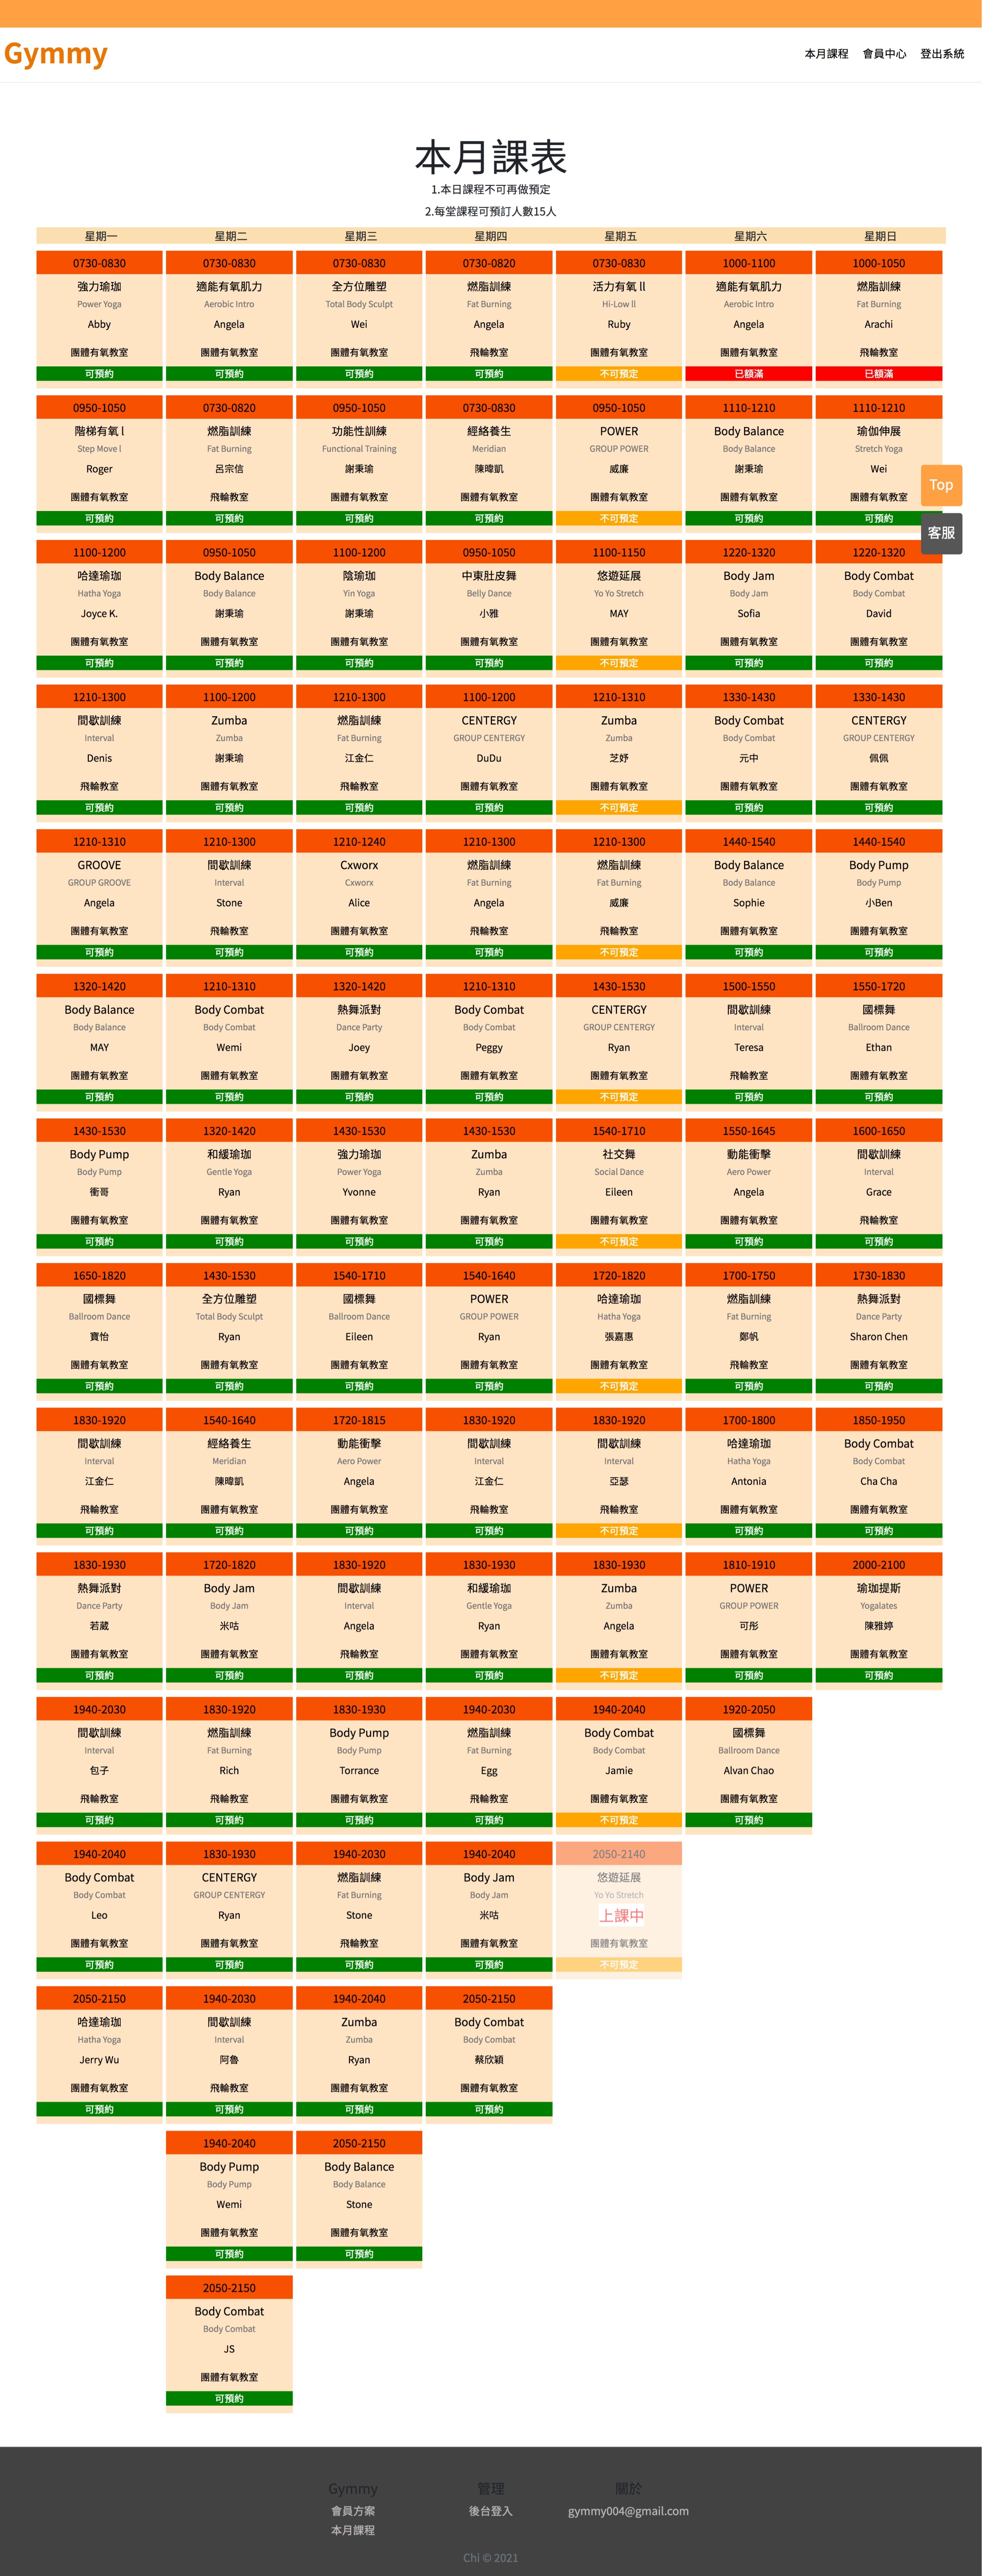 Gymmy 本月課程 會員中心 登出系統
本月課表
1.本日課程不可再做預定
2.每堂課程可預訂人數15人
星期一 星期二 星期三 星期四 星期五 星期六 星期日
0730-0830 0730-0830 0730-0830 0730-0820 0730-0830 1000-1100 1000-1050
強力瑜珈 適能有氧肌力 全方位雕塑 燃脂訓練 活力有氧 ll 適能有氧肌力 燃脂訓練
Power Yoga Aerobic Intro Total Body Sculpt Fat Burning Hi-Low ll Aerobic Intro Fat Burning
Abby Angela Wei Angela Ruby Angela Arachi
團體有氧教室 團體有氧教室 團體有氧教室 飛輪教室 團體有氧教室 團體有氧教室 飛輪教室
可預約 可預約 可預約 可預約 不可預定 已額滿 已額滿
0950-1050 0730-0820 0950-1050 0730-0830 0950-1050 1110-1210 1110-1210
階梯有氧 l 燃脂訓練 功能性訓練 經絡養生 POWER Body Balance 瑜伽伸展
Step Move l Fat Burning Functional Training Meridian GROUP POWER Body Balance Stretch Yoga
Roger 呂宗信 謝秉瑜 陳暐凱 威廉 謝秉瑜 Wei
Top
團體有氧教室 飛輪教室 團體有氧教室 團體有氧教室 團體有氧教室 團體有氧教室 團體有氧教室
可預約 可預約 可預約 可預約 不可預定 可預約 可預約
客服
1100-1200 0950-1050 1100-1200 0950-1050 1100-1150 1220-1320 1220-1320
哈達瑜珈 Body Balance 陰瑜珈 中東肚皮舞 悠遊延展 Body Jam Body Combat
Hatha Yoga Body Balance Yin Yoga Belly Dance Yo Yo Stretch Body Jam Body Combat
Joyce K. 謝秉瑜 謝秉瑜 小雅 MAY Sofia David
團體有氧教室 團體有氧教室 團體有氧教室 團體有氧教室 團體有氧教室 團體有氧教室 團體有氧教室
可預約 可預約 可預約 可預約 不可預定 可預約 可預約
1210-1300 1100-1200 1210-1300 1100-1200 1210-1310 1330-1430 1330-1430
間歇訓練 Zumba 燃脂訓練 CENTERGY Zumba Body Combat CENTERGY
Interval Zumba Fat Burning GROUP CENTERGY Zumba Body Combat GROUP CENTERGY
Denis 謝秉瑜 江金仁 DuDu 芝妤 元中 佩佩
飛輪教室 團體有氧教室 飛輪教室 團體有氧教室 團體有氧教室 團體有氧教室 團體有氧教室
可預約 可預約 可預約 可預約 不可預定 可預約 可預約
1210-1310 1210-1300 1210-1240 1210-1300 1210-1300 1440-1540 1440-1540
GROOVE 間歇訓練 Cxworx 燃脂訓練 燃脂訓練 Body Balance Body Pump
GROUP GROOVE Interval Cxworx Fat Burning Fat Burning Body Balance Body Pump
Angela Stone Alice Angela 威廉 Sophie 小Ben
團體有氧教室 飛輪教室 團體有氧教室 飛輪教室 飛輪教室 團體有氧教室 團體有氧教室
可預約 可預約 可預約 可預約 不可預定 可預約 可預約
1320-1420 1210-1310 1320-1420 1210-1310 1430-1530 1500-1550 1550-1720
Body Balance Body Combat 熱舞派對 Body Combat CENTERGY 間歇訓練 國標舞
Body Balance Body Combat Dance Party Body Combat GROUP CENTERGY Interval Ballroom Dance
MAY Wemi Joey Peggy Ryan Teresa Ethan
團體有氧教室 團體有氧教室 團體有氧教室 團體有氧教室 團體有氧教室 飛輪教室 團體有氧教室
可預約 可預約 可預約 可預約 不可預定 可預約 可預約
1430-1530 1320-1420 1430-1530 1430-1530 1540-1710 1550-1645 1600-1650
Body Pump 和緩瑜珈 強力瑜珈 Zumba 社交舞 動能衝擊 間歇訓練
Body Pump Gentle Yoga Power Yoga Zumba Social Dance Aero Power Interval
衝哥 Ryan Yvonne Ryan Eileen Angela Grace
團體有氧教室 團體有氧教室 團體有氧教室 團體有氧教室 團體有氧教室 團體有氧教室 飛輪教室
可預約 可預約 可預約 可預約 不可預定 可預約 可預約
1650-1820 1430-1530 1540-1710 1540-1640 1720-1820 1700-1750 1730-1830
國標舞 全方位雕塑 國標舞 POWER 哈達瑜珈 燃脂訓練 熱舞派對
Ballroom Dance Total Body Sculpt Ballroom Dance GROUP POWER Hatha Yoga Fat Burning Dance Party
寶怡 Ryan Eileen Ryan 張嘉惠 鄭帆 Sharon Chen
團體有氧教室 團體有氧教室 團體有氧教室 團體有氧教室 團體有氧教室 飛輪教室 團體有氧教室
可預約 可預約 可預約 可預約 不可預定 可預約 可預約
1830-1920 1540-1640 1720-1815 1830-1920 1830-1920 1700-1800 1850-1950
間歇訓練 經絡養生 動能衝擊 間歇訓練 間歇訓練 哈達瑜珈 Body Combat
Interval Meridian Aero Power Interval Interval Hatha Yoga Body Combat
江金仁 陳暐凱 Angela 江金仁 亞瑟 Antonia Cha Cha
飛輪教室 團體有氧教室 團體有氧教室 飛輪教室 飛輪教室 團體有氧教室 團體有氧教室
可預約 可預約 可預約 可預約 不可預定 可預約 可預約
1830-1930 1720-1820 1830-1920 1830-1930 1830-1930 1810-1910 2000-2100
熱舞派對 Body Jam 間歇訓練 和緩瑜珈 Zumba POWER 瑜珈提斯
Dance Party Body Jam Interval Gentle Yoga Zumba GROUP POWER Yogalates
若葳 米咕 Angela Ryan Angela 可彤 陳雅婷
團體有氧教室 團體有氧教室 飛輪教室 團體有氧教室 團體有氧教室 團體有氧教室 團體有氧教室
可預約 可預約 可預約 可預約 不可預定 可預約 可預約
1940-2030 1830-1920 1830-1930 1940-2030 1940-2040 1920-2050
間歇訓練 燃脂訓練 Body Pump 燃脂訓練 Body Combat 國標舞
Interval Fat Burning Body Pump Fat Burning Body Combat Ballroom Dance
包子 Rich Torrance Egg Jamie Alvan Chao
飛輪教室 飛輪教室 團體有氧教室 飛輪教室 團體有氧教室 團體有氧教室
可預約 可預約 可預約 可預約 不可預定 可預約
1940-2040 1830-1930 1940-2030 1940-2040 2050-2140
Body Combat CENTERGY 燃脂訓練 Body Jam 悠遊延展
Body Combat GROUP CENTERGY Fat Burning Body Jam Yo Yo Stretch
Leo Ryan Stone 米咕 上課中
團體有氧教室 團體有氧教室 飛輪教室 團體有氧教室 團體有氧教室
可預約 可預約 可預約 可預約 不可預定
2050-2150 1940-2030 1940-2040 2050-2150
哈達瑜珈 間歇訓練 Zumba Body Combat
Hatha Yoga Interval Zumba Body Combat
Jerry Wu 阿魯 Ryan 蔡欣穎
團體有氧教室 飛輪教室 團體有氧教室 團體有氧教室
可預約 可預約 可預約 可預約
1940-2040 2050-2150
Body Pump Body Balance
Body Pump Body Balance
Wemi Stone
團體有氧教室 團體有氧教室
可預約 可預約
2050-2150
Body Combat
Body Combat
JS
團體有氧教室
可預約
Gymmy 管理 關於
會員方案 後台登入 gymmy004@gmail.com
本月課程
Chi © 2021